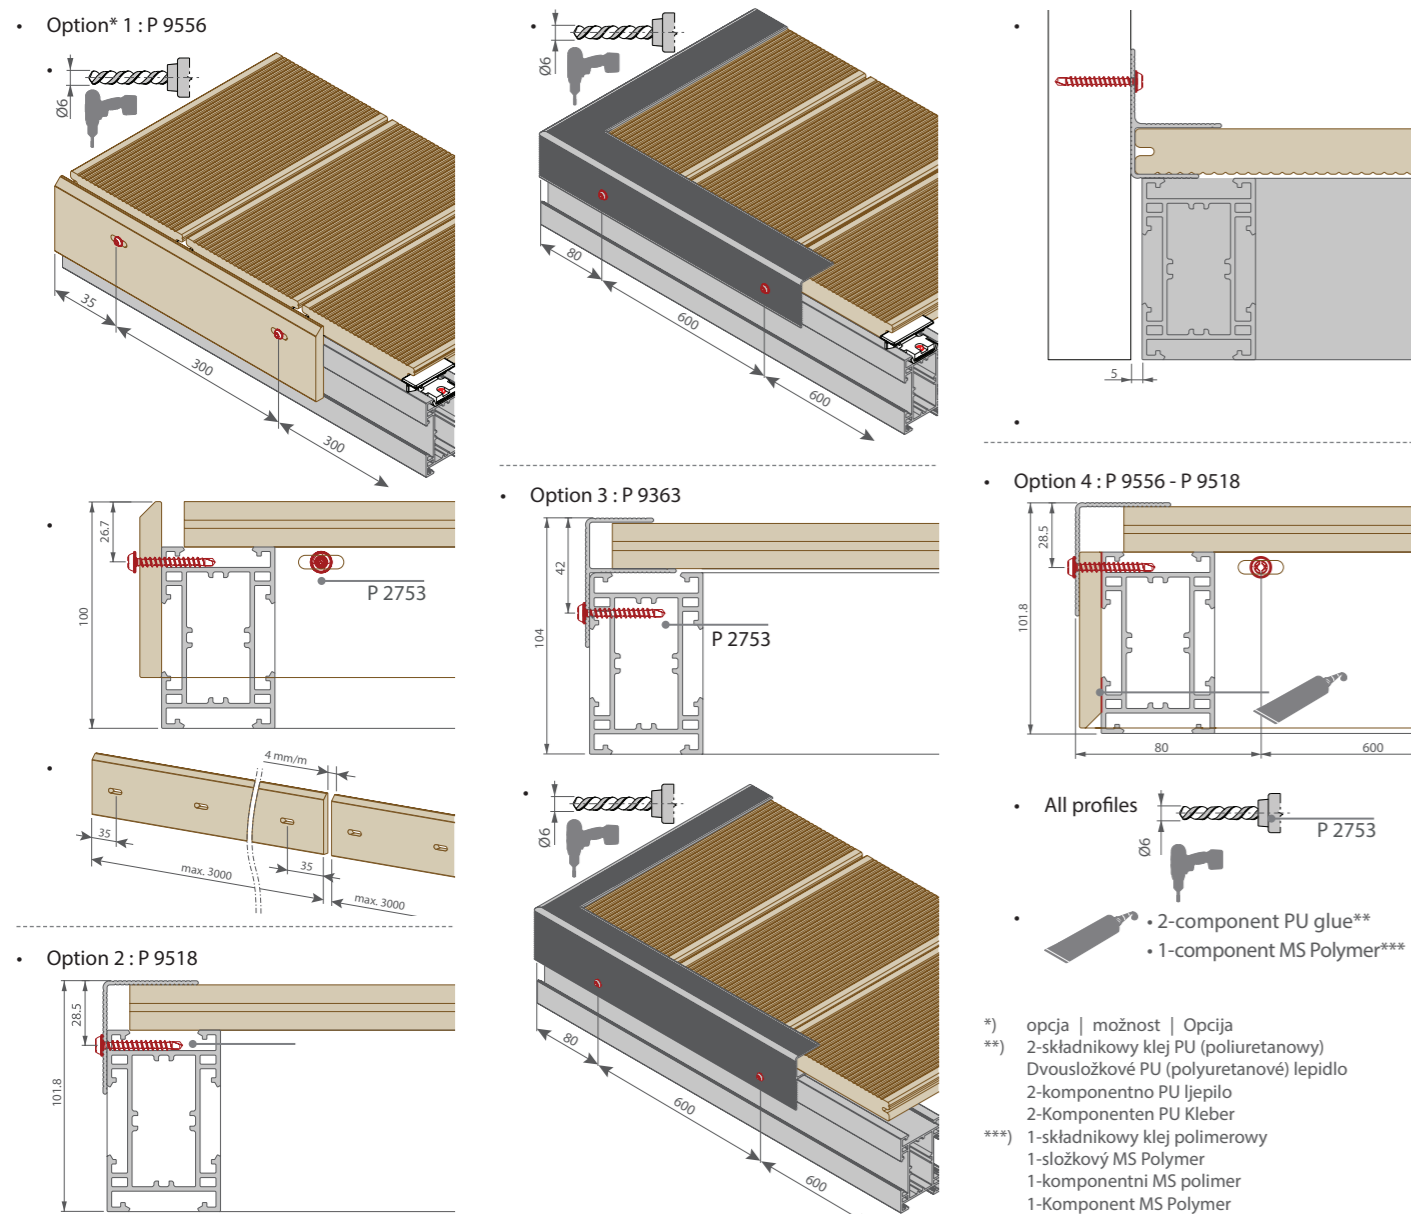 • Option* 1 : P 9556
•
Ø6
35
300
300
•
26.7
100
P 2753
•
4 mm/m
35
max. 3000
35
max. 3000
• Option 2 : P 9518
28.5
101.8
•
Ø6
80
600
600
• Option 3 : P 9363
42
104
P 2753
•
Ø6
80
600
600
•
5
•
• Option 4 : P 9556 - P 9518
28.5
101.8
80
600
• All profiles
Ø6
P 2753
•
• 2-component PU glue**
• 1-component MS Polymer***
*) opcja | možnost | Opcija
**) 2-składnikowy klej PU (poliuretanowy)
Dvousložkové PU (polyuretanové) lepidlo
2-komponentno PU ljepilo
2-Komponenten PU Kleber
***) 1-składnikowy klej polimerowy
1-složkový MS Polymer
1-komponentni MS polimer
1-Komponent MS Polymer